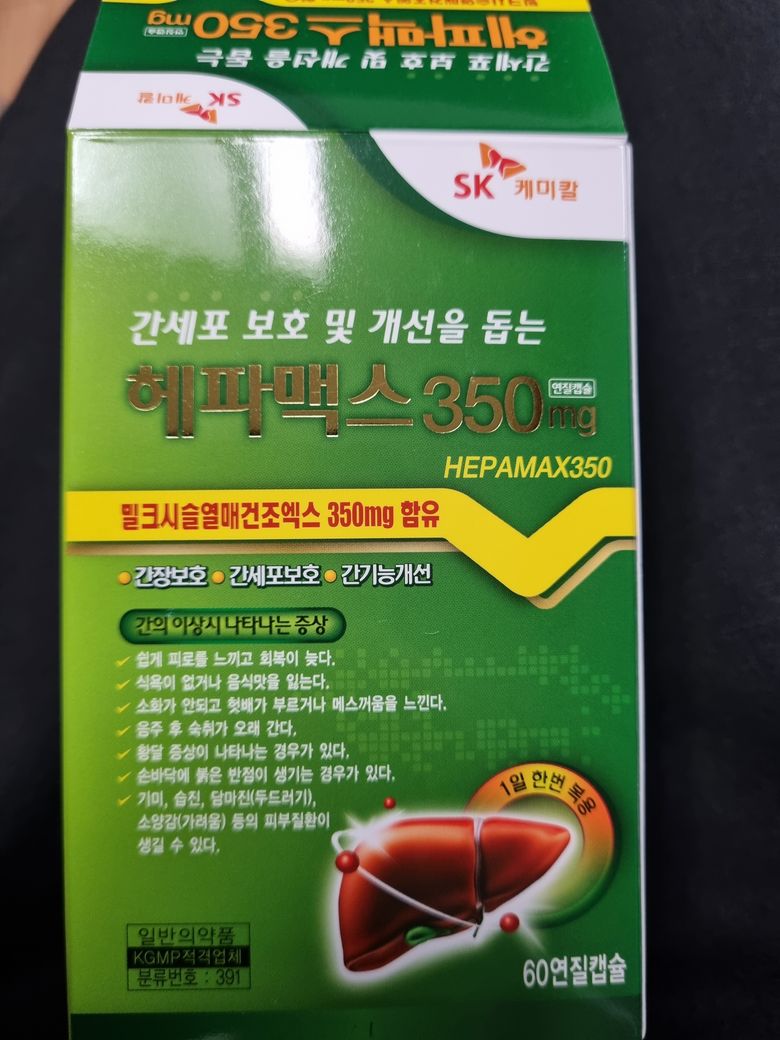 간세포 보호 및 개선을 돕는
헤파맥스 350mg
연질캡슐
SK 케미칼
SK 케미칼
간세포 보호 및 개선을 돕는
헤파맥스 350mg
연질캡슐
HEPAMAX350
밀크시슬열매건조엑스 350mg 함유
간장보호 간세포보호 간기능개선
간의 이상시 나타나는 증상
쉽게 피로를 느끼고 회복이 늦다.
식욕이 없거나 음식맛을 잃는다.
소화가 안되고 헛배가 부르거나 메스꺼움을 느낀다.
음주 후 숙취가 오래 간다.
황달 증상이 나타나는 경우가 있다.
손바닥에 붉은 반점이 생기는 경우가 있다.
기미, 습진, 담마진(두드러기),
소양감(가려움) 등의 피부질환이
생길 수 있다.
1일 한번 복용
일반의약품
KGMP적격업체
분류번호 : 391
60연질캡슐